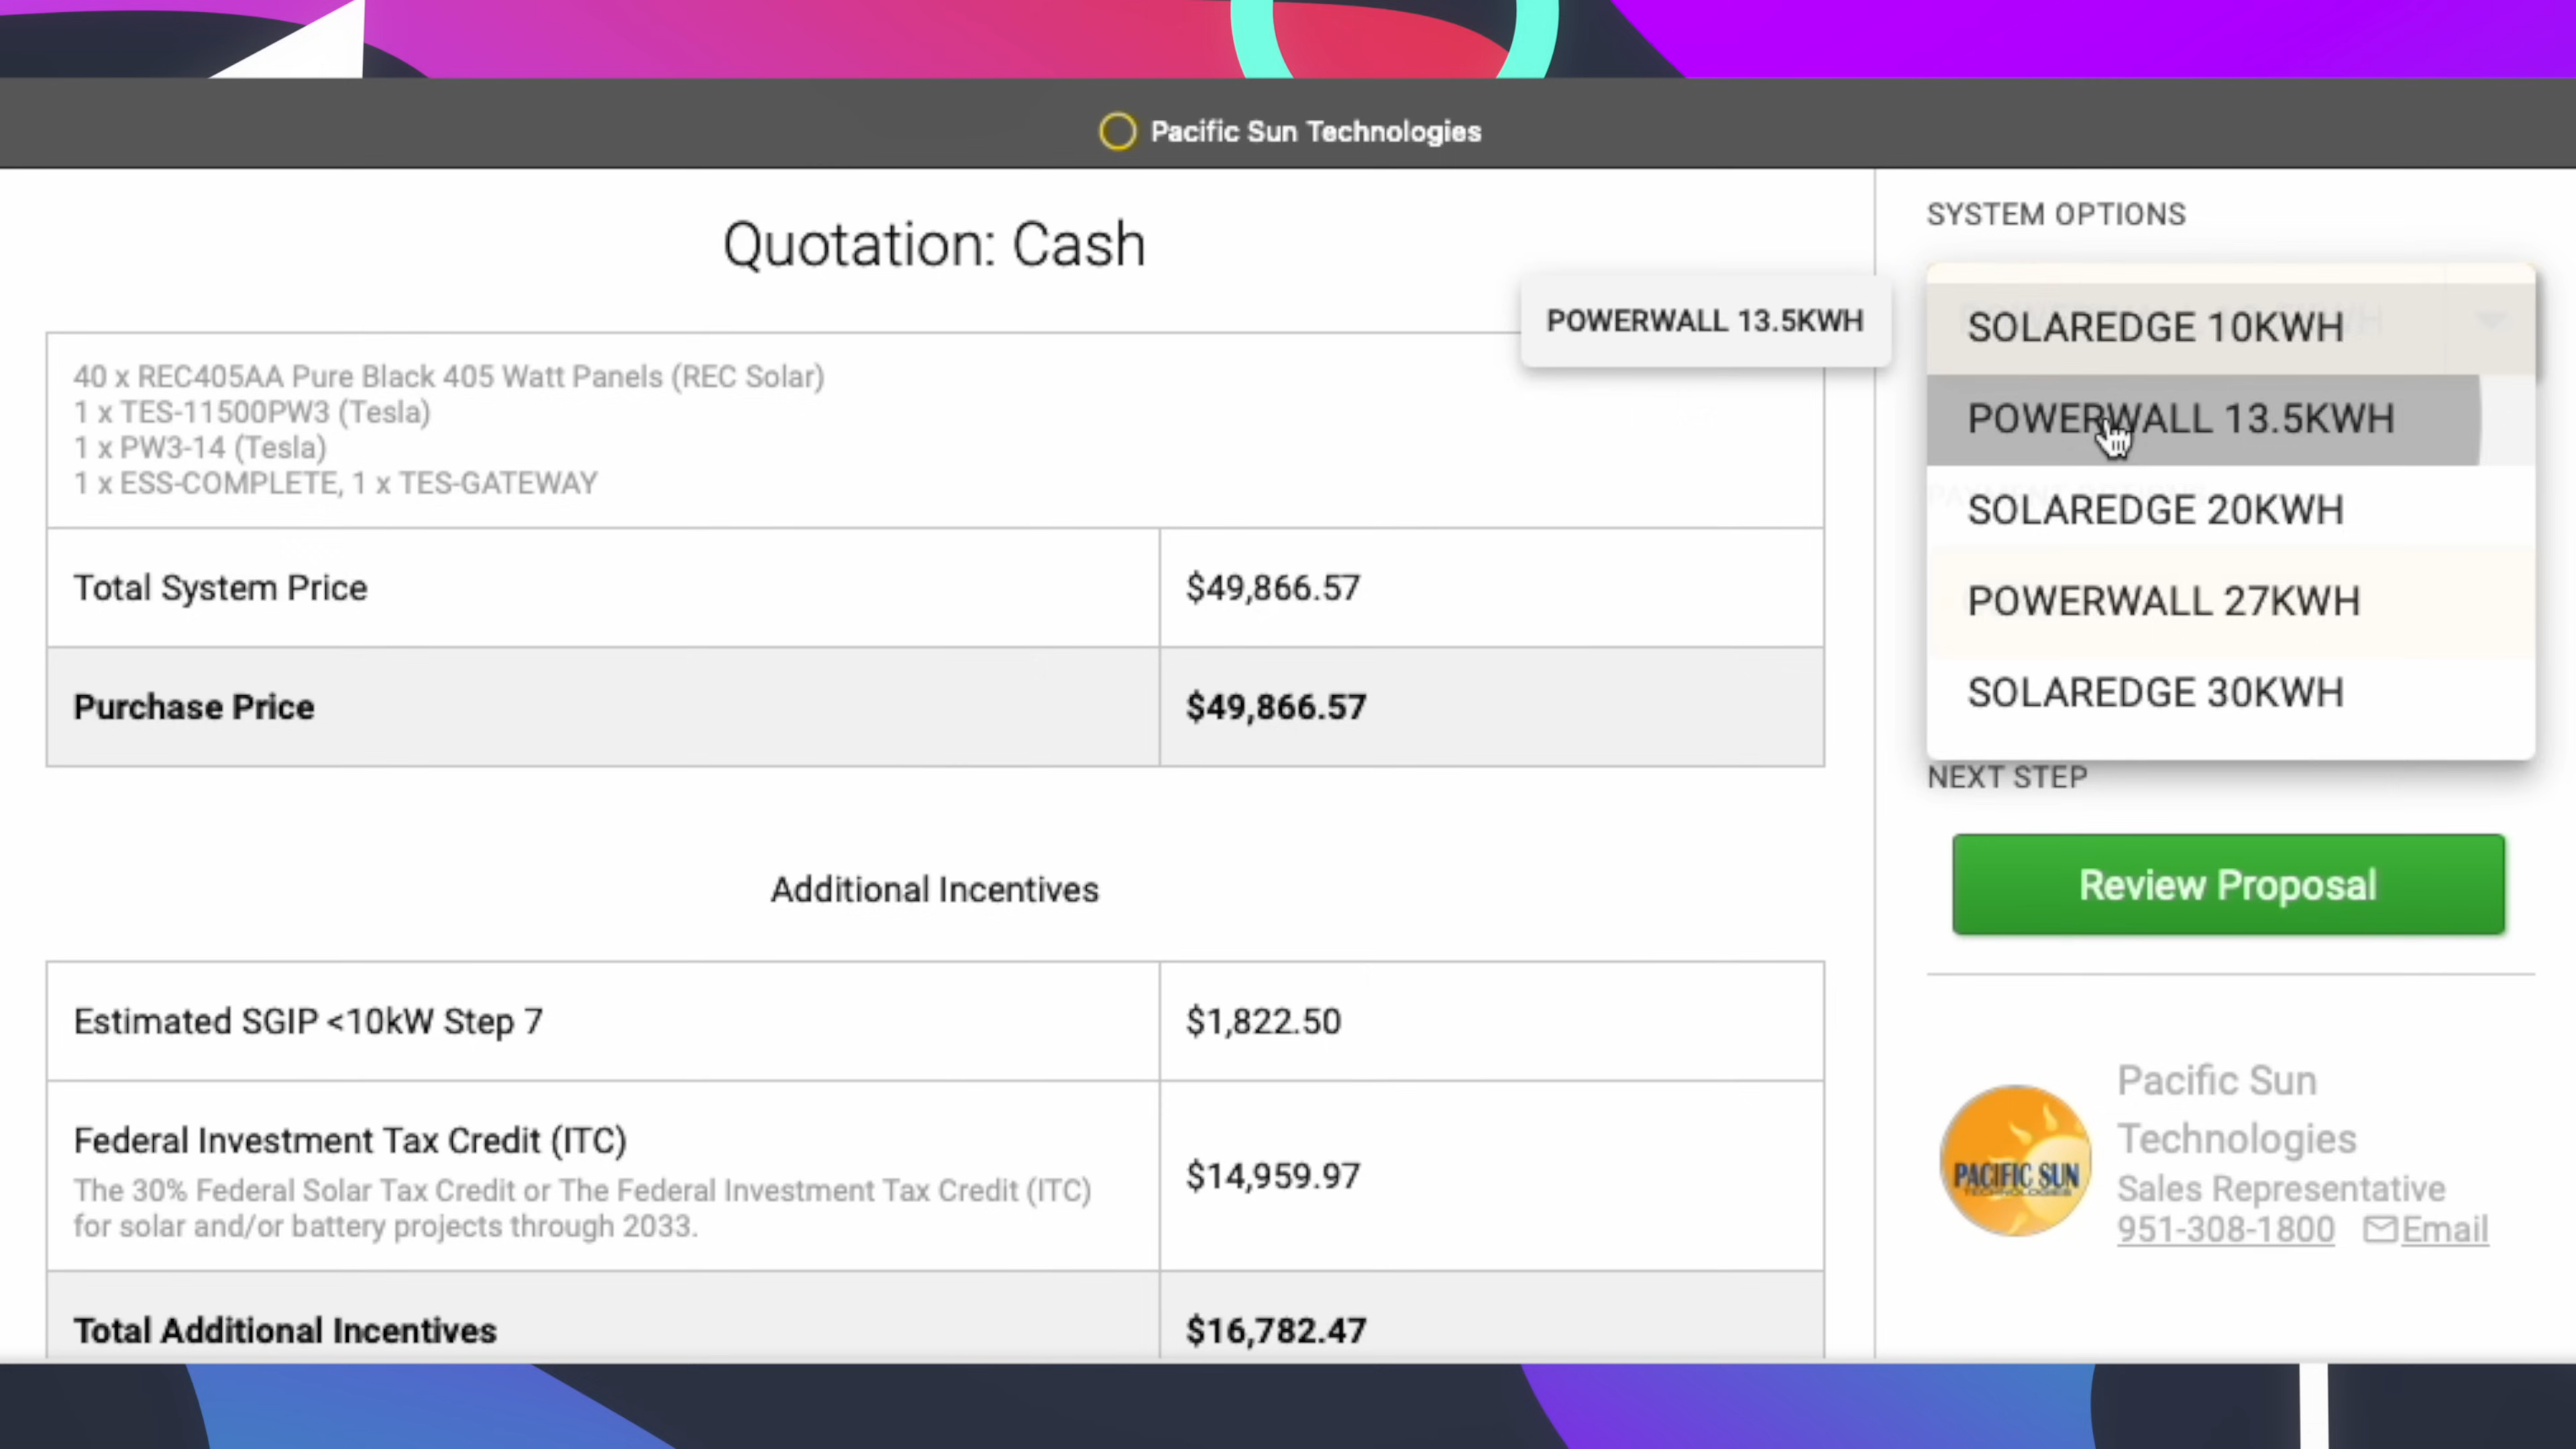 Pacific Sun Technologies
Quotation: Cash
40 x REC405AA Pure Black 405 Watt Panels (REC Solar)
1 x TES-11500PW3 (Tesla)
1 x PW3-14 (Tesla)
1 x ESS-COMPLETE, 1 x TES-GATEWAY
Total System Price
$49,866.57
Purchase Price
$49,866.57
Additional Incentives
Estimated SGIP <10kW Step 7
$1,822.50
Federal Investment Tax Credit (ITC)
The 30% Federal Solar Tax Credit or The Federal Investment Tax Credit (ITC)
for solar and/or battery projects through 2033.
$14,959.97
Total Additional Incentives
$16,782.47
SYSTEM OPTIONS
POWERWALL 13.5KWH
SOLAREDGE 10KWH
POWERWALL 13.5KWH
SOLAREDGE 20KWH
POWERWALL 27KWH
SOLAREDGE 30KWH
NEXT STEP
Review Proposal
PACIFIC SUN
TECHNOLOGIES
Pacific Sun
Technologies
Sales Representative
951-308-1800 Email